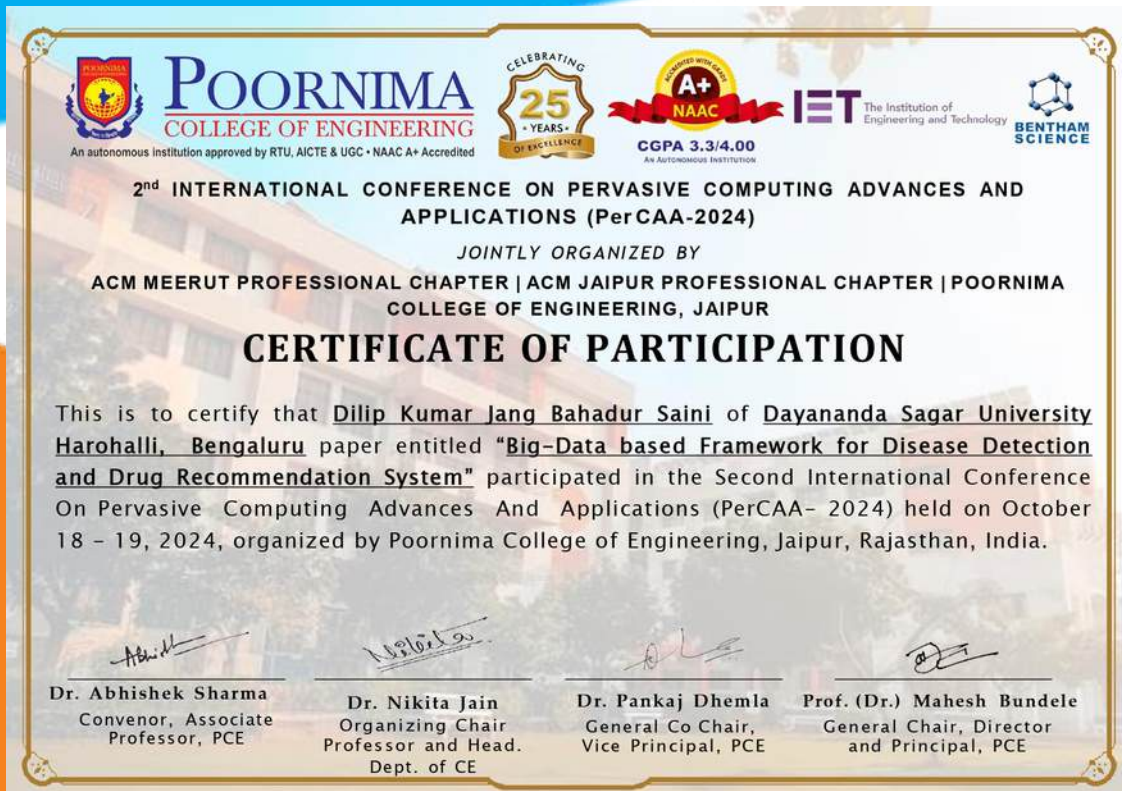 POORNIMA
POORNIMA
COLLEGE OF ENGINEERING
An autonomous institution approved by RTU, AICTE & UGC • NAAC A+ Accredited
CELEBRATING
25
• YEARS •
OF EXCELLENCE
ACCREDITED WITH GRADE
A+
NAAC
CGPA 3.3/4.00
AN AUTONOMOUS INSTITUTION
IET The Institution of
Engineering and Technology
BENTHAM
SCIENCE
2nd INTERNATIONAL CONFERENCE ON PERVASIVE COMPUTING ADVANCES AND
APPLICATIONS (PerCAA-2024)
JOINTLY ORGANIZED BY
ACM MEERUT PROFESSIONAL CHAPTER | ACM JAIPUR PROFESSIONAL CHAPTER | POORNIMA
COLLEGE OF ENGINEERING, JAIPUR
CERTIFICATE OF PARTICIPATION
This is to certify that Dilip Kumar Jang Bahadur Saini of Dayananda Sagar University
Harohalli, Bengaluru paper entitled "Big-Data based Framework for Disease Detection
and Drug Recommendation System" participated in the Second International Conference
On Pervasive Computing Advances And Applications (PerCAA- 2024) held on October
18 – 19, 2024, organized by Poornima College of Engineering, Jaipur, Rajasthan, India.
Nikita
Dr. Abhishek Sharma
Convenor, Associate
Professor, PCE
Dr. Nikita Jain
Organizing Chair
Professor and Head.
Dept. of CE
Dr. Pankaj Dhemla
General Co Chair,
Vice Principal, PCE
Prof. (Dr.) Mahesh Bundele
General Chair, Director
and Principal, PCE